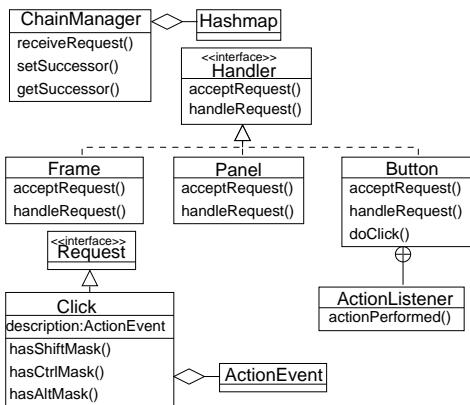 ChainManager
receiveRequest()
setSuccessor()
getSuccessor()
Hashmap
<<interface>>
Handler
acceptRequest()
handleRequest()
Frame
acceptRequest()
handleRequest()
Panel
acceptRequest()
handleRequest()
Button
acceptRequest()
handleRequest()
doClick()
<<interface>>
Request
Click
description:ActionEvent
hasShiftMask()
hasCtrlMask()
hasAltMask()
ActionEvent
ActionListener
actionPerformed()